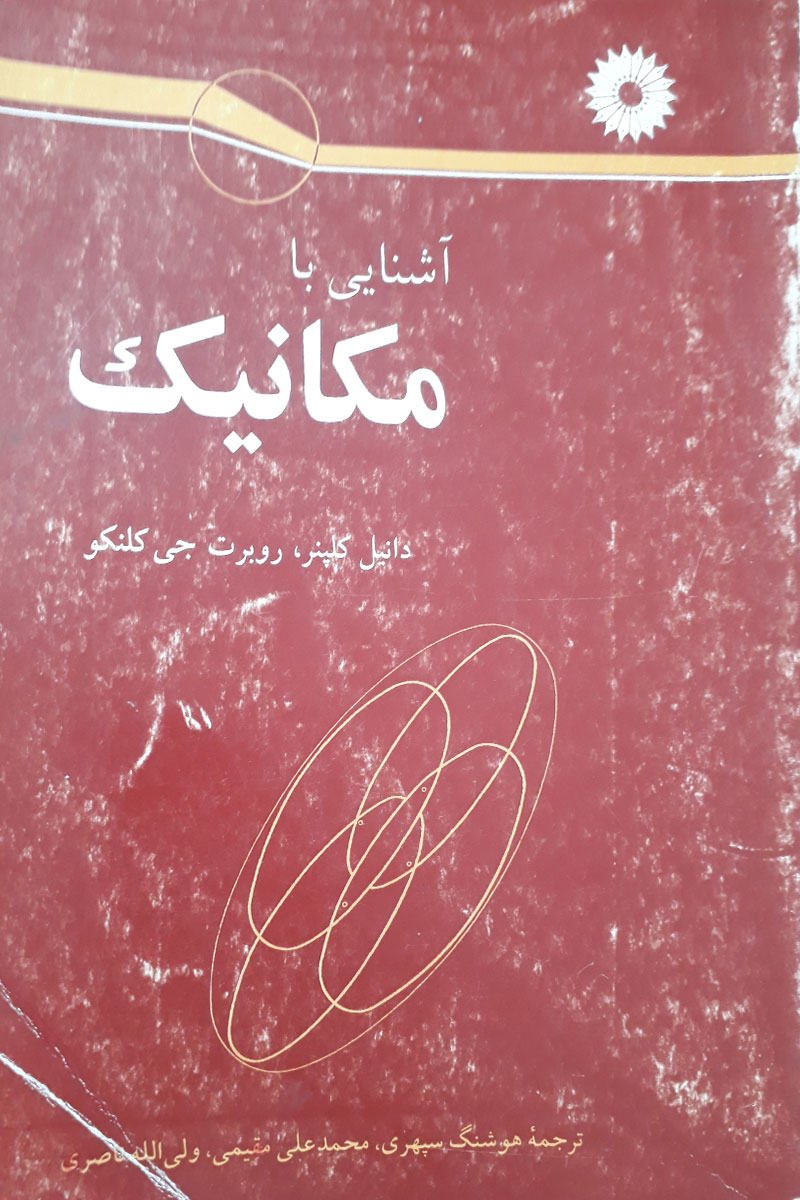 آشنایی با
مکانیک
دانیل کلپنر، روبرت جی کلنکو
ترجمهٔ هوشنگ سپهری، محمدعلی مقیمی، ولی‌الله ناصری